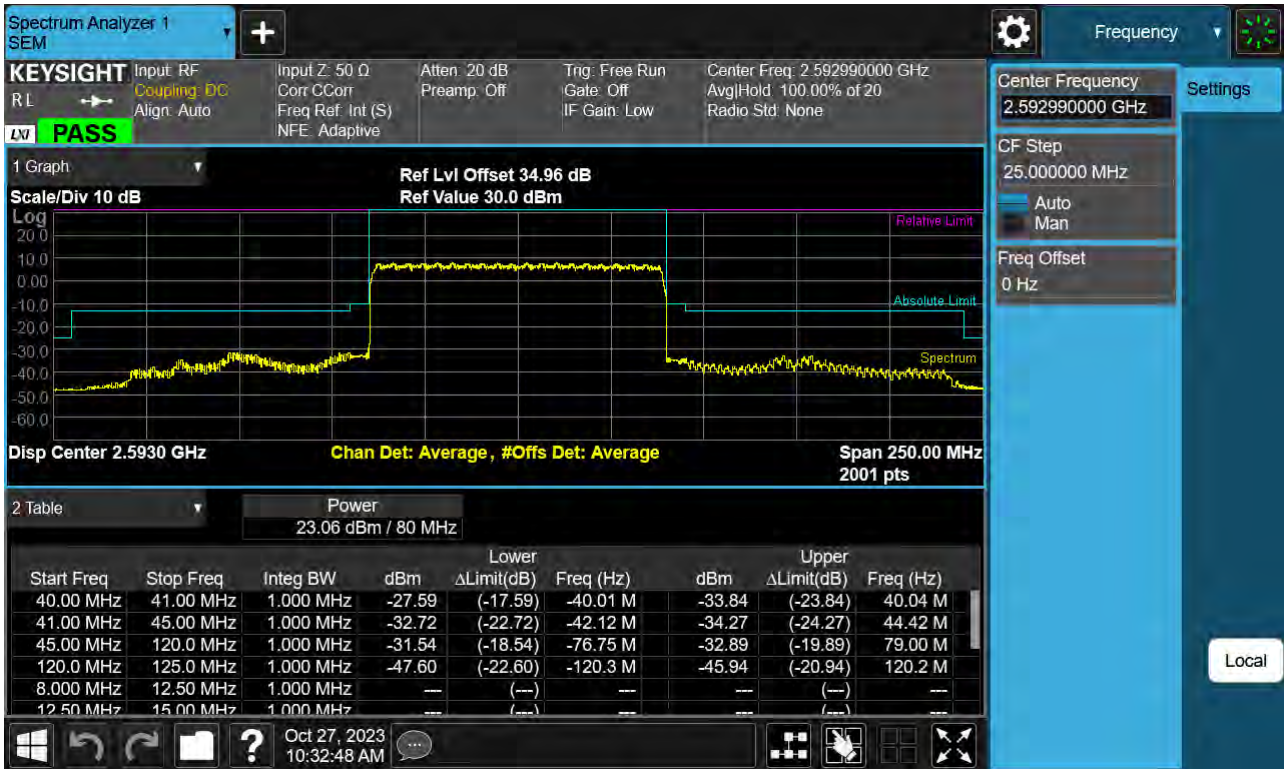 Spectrum Analyzer 1
SEM
Frequency
KEYSIGHT
RL
LXI
PASS
Input: RF
Coupling: DC
Align: Auto
Input Z: 50 Ω
Corr CCorr
Freq Ref: Int (S)
NFE: Adaptive
Atten: 20 dB
Preamp: Off
Trig: Free Run
Gate: Off
IF Gain: Low
Center Freq: 2.592990000 GHz
Avg|Hold: 100.00% of 20
Radio Std: None
Center Frequency
2.592990000 GHz
Settings
CF Step
25.000000 MHz
Auto
Man
Freq Offset
0 Hz
Local
1 Graph
Scale/Div 10 dB
Ref Lvl Offset 34.96 dB
Ref Value 30.0 dBm
Log
20.0
10.0
0.00
-10.0
-20.0
-30.0
-40.0
-50.0
-60.0
Relative Limit
Absolute Limit
Spectrum
Disp Center 2.5930 GHz
Chan Det: Average, #Offs Det: Average
Span 250.00 MHz
2001 pts
2 Table
Power
23.06 dBm / 80 MHz
Lower Upper
Start Freq Stop Freq Integ BW dBm ΔLimit(dB) Freq (Hz) dBm ΔLimit(dB) Freq (Hz)
40.00 MHz 41.00 MHz 1.000 MHz -27.59 (-17.59) -40.01 M -33.84 (-23.84) 40.04 M
41.00 MHz 45.00 MHz 1.000 MHz -32.72 (-22.72) -42.12 M -34.27 (-24.27) 44.42 M
45.00 MHz 120.0 MHz 1.000 MHz -31.54 (-18.54) -76.75 M -32.89 (-19.89) 79.00 M
120.0 MHz 125.0 MHz 1.000 MHz -47.60 (-22.60) -120.3 M -45.94 (-20.94) 120.2 M
8.000 MHz 12.50 MHz 1.000 MHz --- (---) --- --- (---) ---
12.50 MHz 15.00 MHz 1.000 MHz --- (---) --- --- (---) ---
?
Oct 27, 2023
10:32:48 AM